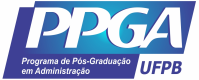 PPGA
Programa de Pós-Graduação
em Administração
UFPB